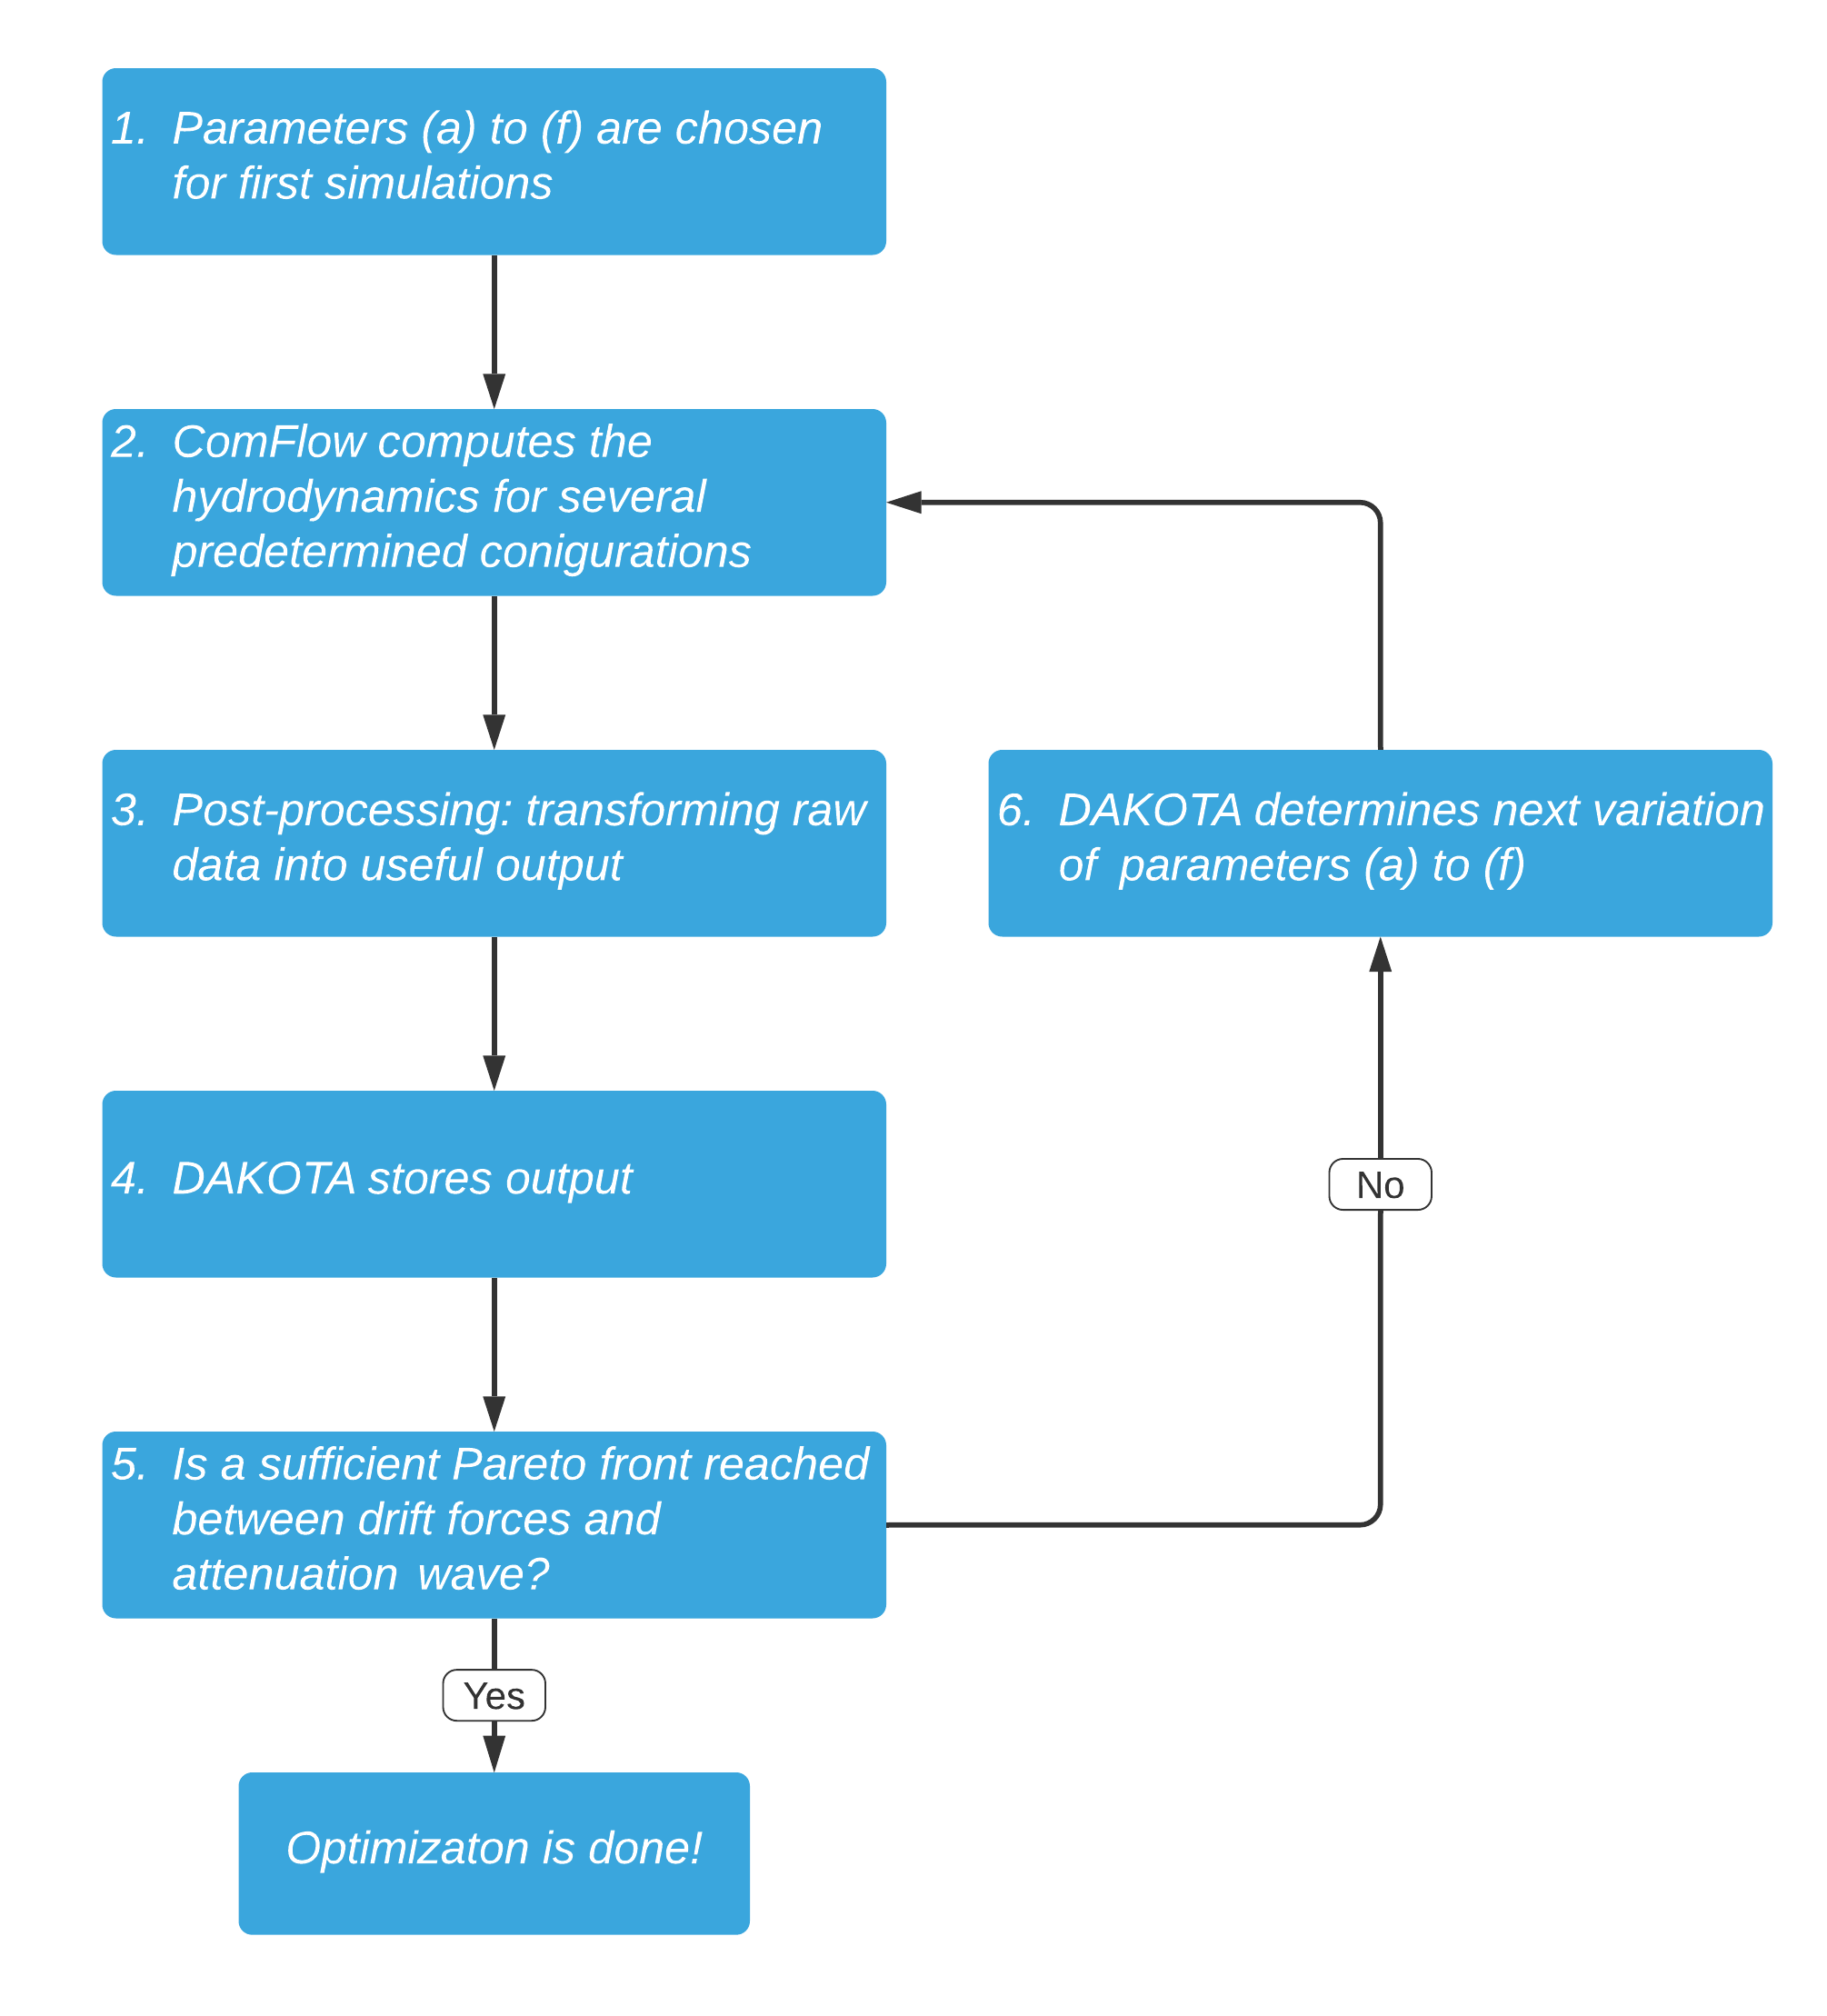 1. Parameters (a) to (f) are chosen
for first simulations
2. ComFlow computes the
hydrodynamics for several
predetermined conigurations
3. Post-processing: transforming raw
data into useful output
6. DAKOTA determines next variation
of parameters (a) to (f)
4. DAKOTA stores output
No
5. Is a sufficient Pareto front reached
between drift forces and
attenuation wave?
Yes
Optimizaton is done!